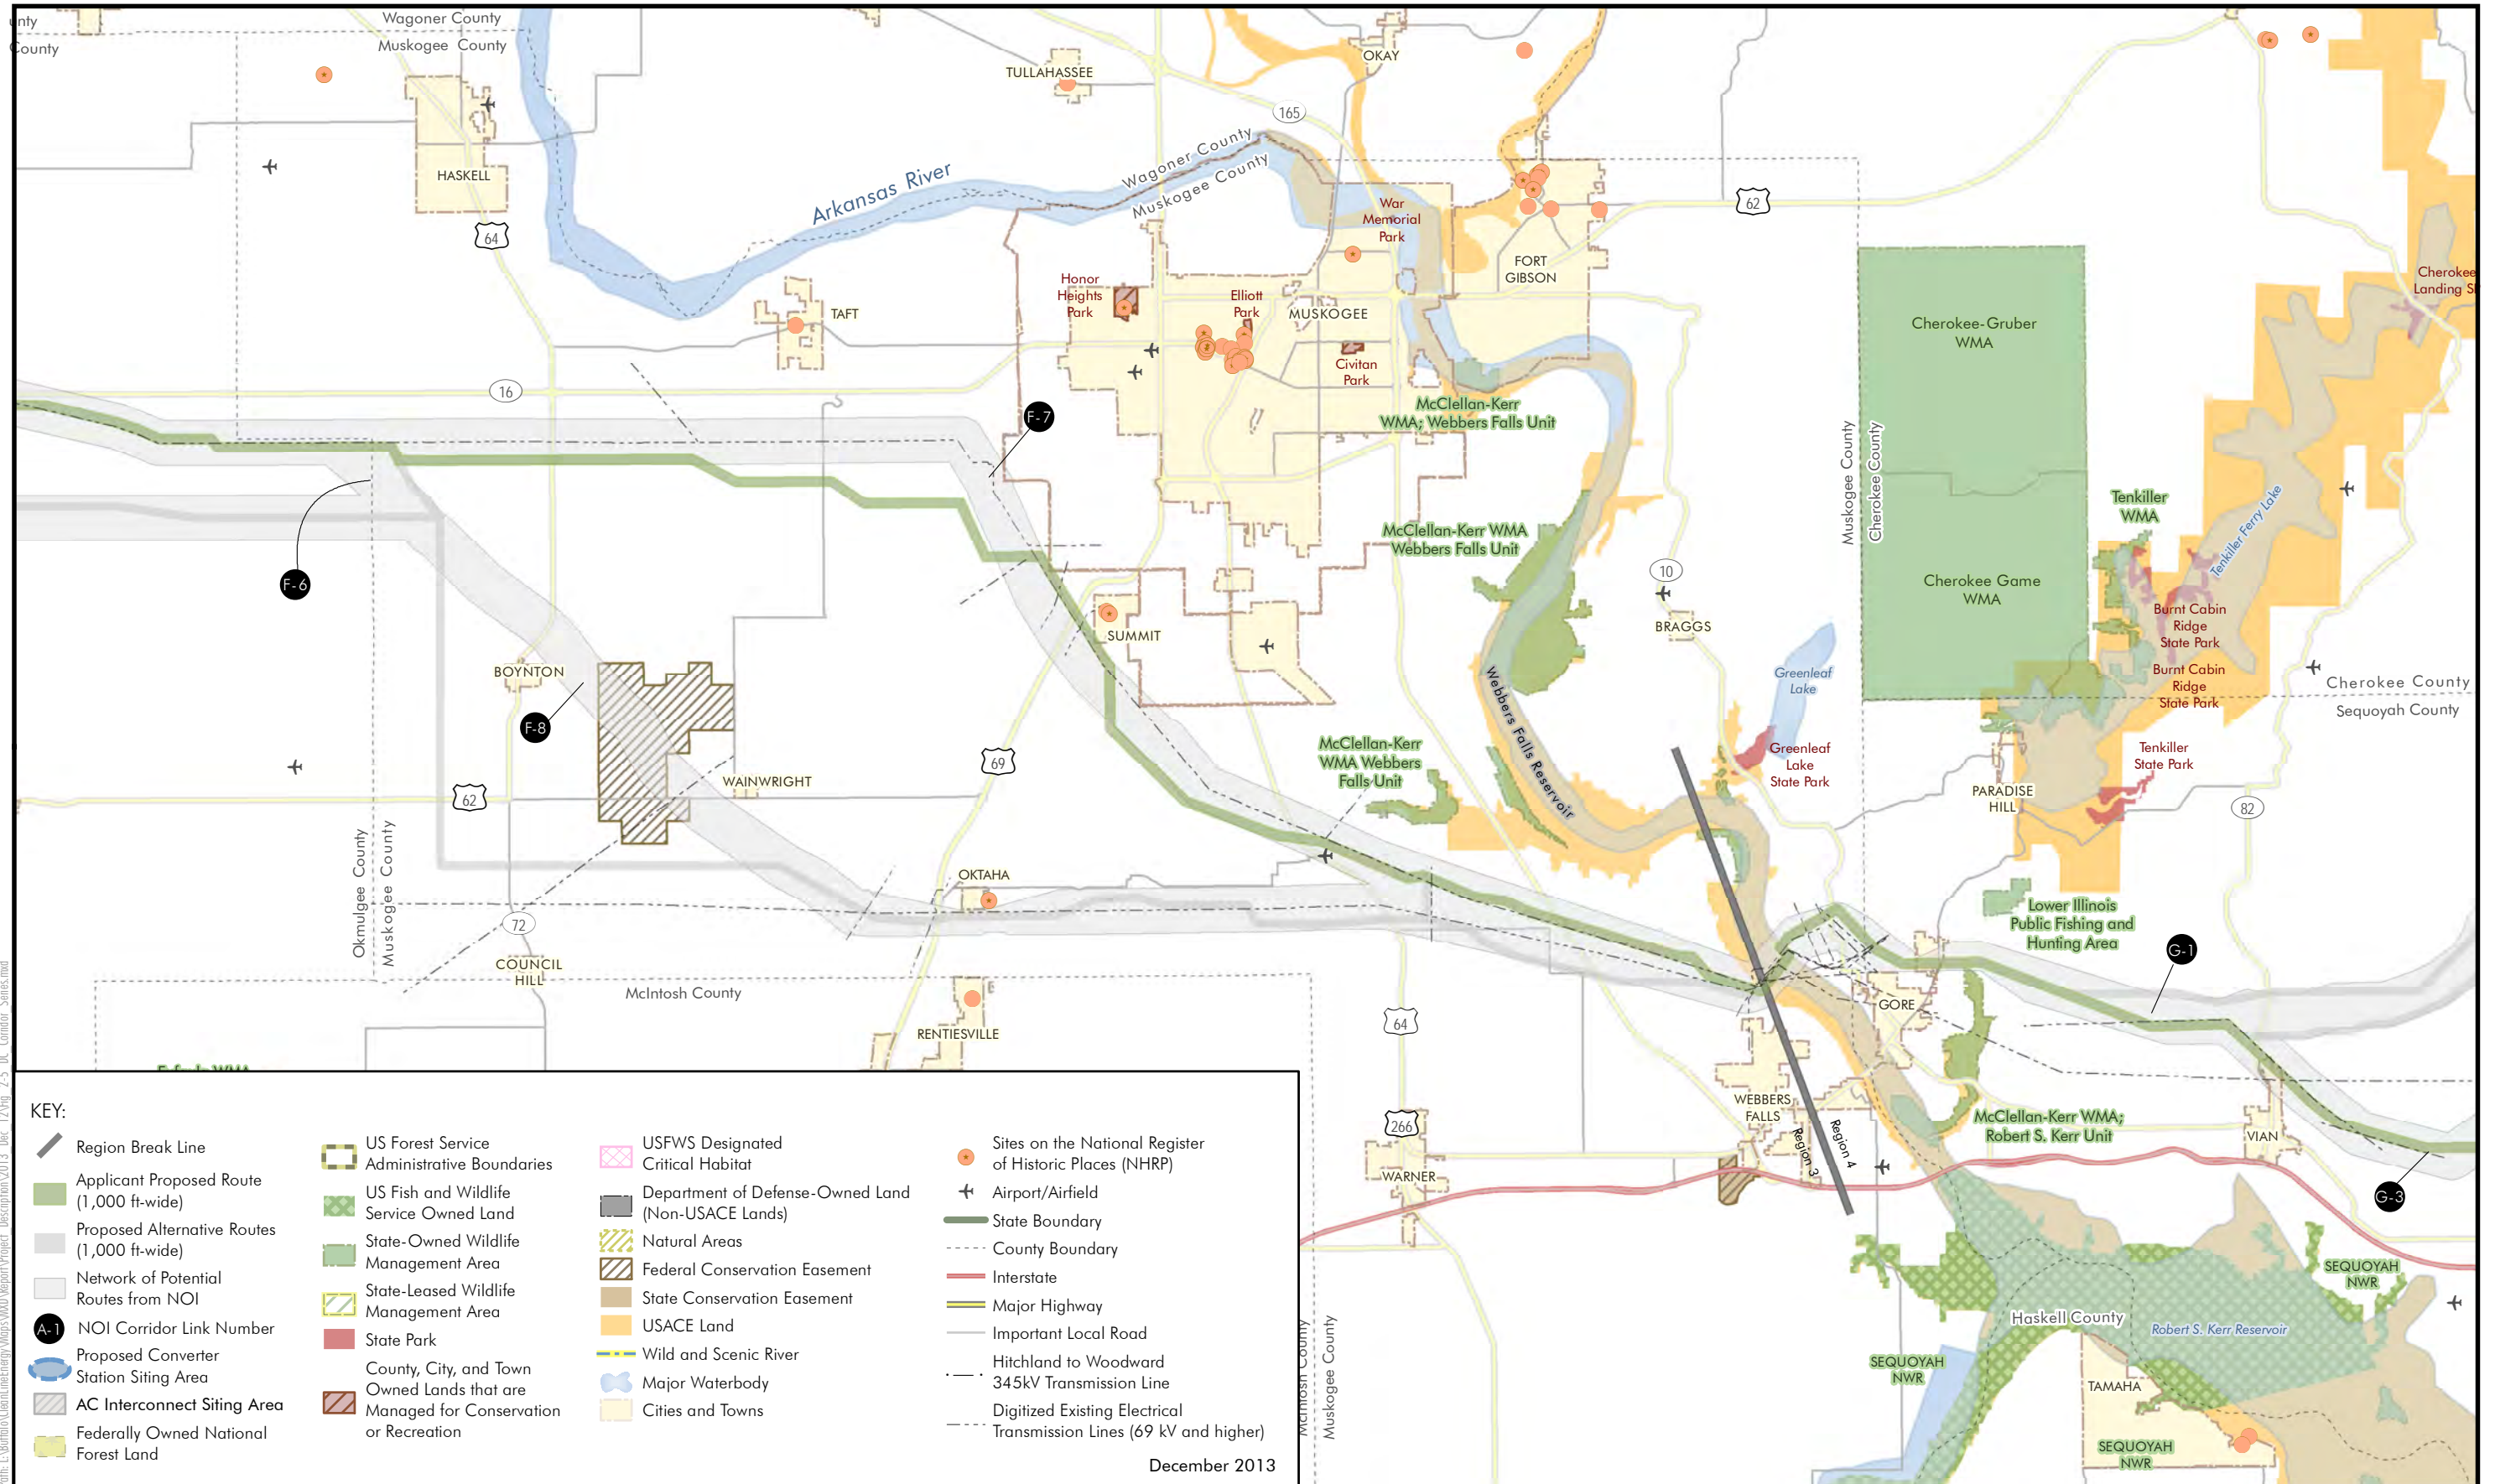 unty
County
Wagoner County
Muskogee County
TULLAHASSEE
OKAY
165
HASKELL
64
Arkansas River
Wagoner County
Muskogee County
War
Memorial
Park
62
FORT
GIBSON
Cherokee
Landing S
Honor
Heights
Park
Elliott
Park
MUSKOGEE
TAFT
Cherokee-Gruber
WMA
Civitan
Park
16
F-7
McClellan-Kerr
WMA; Webbers Falls Unit
Muskogee County
Cherokee County
Tenkiller
WMA
Tenkiller Ferry Lake
McClellan-Kerr WMA
Webbers Falls Unit
F-6
10
Cherokee Game
WMA
Burnt Cabin
Ridge
State Park
BRAGGS
SUMMIT
BOYNTON
Greenleaf
Lake
Burnt Cabin
Ridge
State Park
Cherokee County
Sequoyah County
F-8
Webbers Falls Reservoir
McClellan-Kerr
WMA Webbers
Falls Unit
Greenleaf
Lake
State Park
Tenkiller
State Park
69
WAINWRIGHT
62
PARADISE
HILL
82
Okmulgee County
Muskogee County
OKTAHA
72
Lower Illinois
Public Fishing and
Hunting Area
G-1
COUNCIL
HILL
McIntosh County
GORE
64
RENTIESVILLE
Eufaula WMA
WEBBERS
FALLS
266
Region 3
Region 4
McClellan-Kerr WMA;
Robert S. Kerr Unit
VIAN
WARNER
G-3
SEQUOYAH
NWR
Haskell County
Robert S. Kerr Reservoir
McIntosh County
Muskogee County
SEQUOYAH
NWR
TAMAHA
SEQUOYAH
NWR
KEY:
Region Break Line
Applicant Proposed Route
(1,000 ft-wide)
Proposed Alternative Routes
(1,000 ft-wide)
Network of Potential
Routes from NOI
A-1
NOI Corridor Link Number
Proposed Converter
Station Siting Area
AC Interconnect Siting Area
Federally Owned National
Forest Land
US Forest Service
Administrative Boundaries
US Fish and Wildlife
Service Owned Land
State-Owned Wildlife
Management Area
State-Leased Wildlife
Management Area
State Park
County, City, and Town
Owned Lands that are
Managed for Conservation
or Recreation
USFWS Designated
Critical Habitat
Department of Defense-Owned Land
(Non-USACE Lands)
Natural Areas
Federal Conservation Easement
State Conservation Easement
USACE Land
Wild and Scenic River
Major Waterbody
Cities and Towns
Sites on the National Register
of Historic Places (NHRP)
Airport/Airfield
State Boundary
County Boundary
Interstate
Major Highway
Important Local Road
Hitchland to Woodward
345kV Transmission Line
Digitized Existing Electrical
Transmission Lines (69 kV and higher)
December 2013